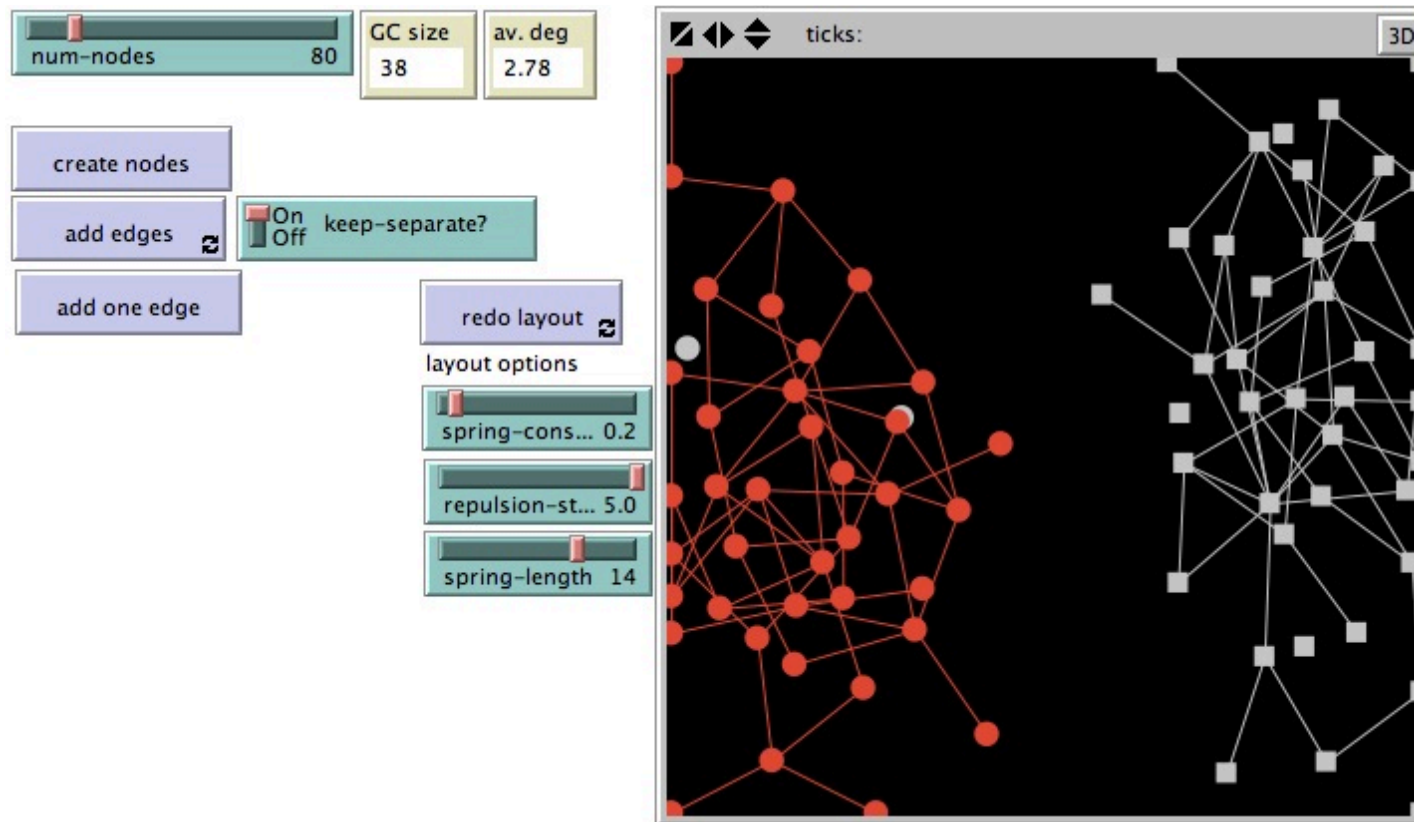 num-nodes 80
GC size
38
av. deg
2.78
ticks:
3D
create nodes
add edges
On
Off
keep-separate?
add one edge
redo layout
layout options
spring-cons... 0.2
repulsion-st... 5.0
spring-length 14